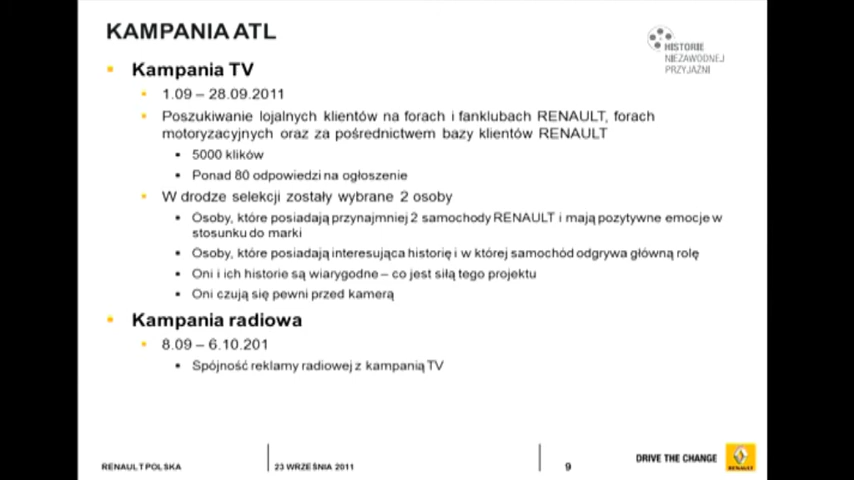 KAMPANIA ATL
HISTORIE
NIEZAWODNEJ
PRZYJAŹNI
Kampania TV
1.09 – 28.09.2011
Poszukiwanie lojalnych klientów na forach i fanklubach RENAULT, forach
motoryzacyjnych oraz za pośrednictwem bazy klientów RENAULT
5000 klików
Ponad 80 odpowiedzi na ogłoszenie
W drodze selekcji zostały wybrane 2 osoby
Osoby, które posiadają przynajmniej 2 samochody RENAULT i mają pozytywne emocje w
stosunku do marki
Osoby, które posiadają interesująca historię i w której samochód odgrywa główną rolę
Oni i ich historie są wiarygodne – co jest siłą tego projektu
Oni czują się pewni przed kamerą
Kampania radiowa
8.09 – 6.10.201
Spójność reklamy radiowej z kampanią TV
RENAULT POLSKA
23 WRZEŚNIA 2011
9
DRIVE THE CHANGE
RENAULT